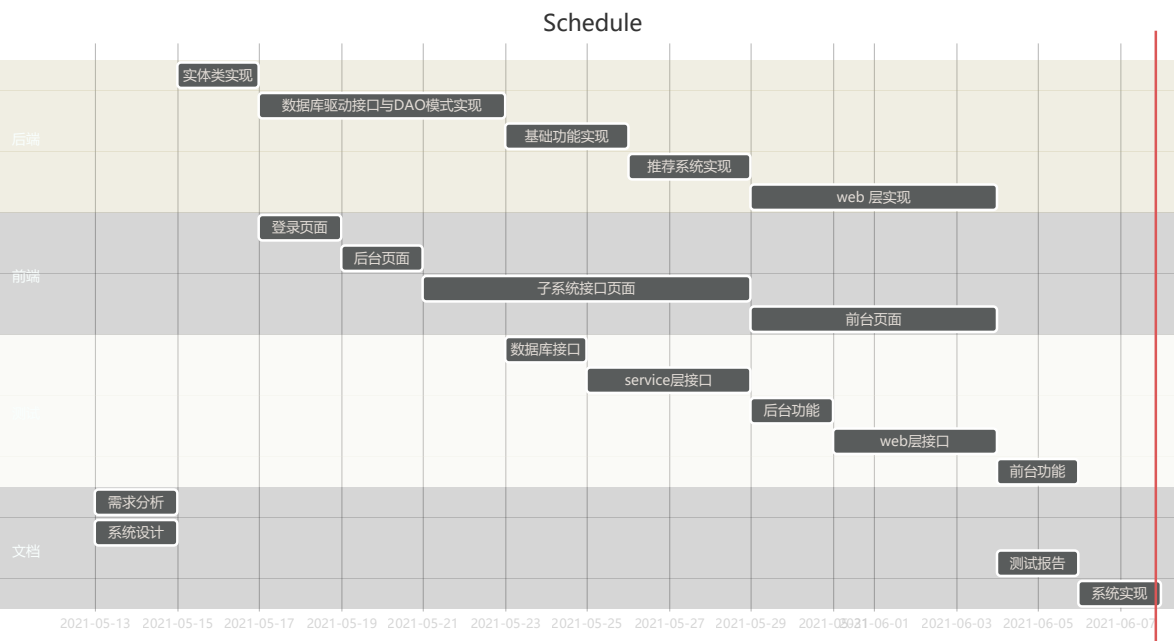 Schedule
实体类实现
数据库驱动接口与DAO模式实现
后端
基础功能实现
推荐系统实现
web 层实现
登录页面
后台页面
前端
子系统接口页面
前台页面
数据库接口
service层接口
后台功能
web层接口
前台功能
需求分析
系统设计
文档
测试报告
系统实现
2021-05-13 2021-05-15 2021-05-17 2021-05-19 2021-05-21 2021-05-23 2021-05-25 2021-05-27 2021-05-29 2021-05-31 2021-06-01 2021-06-03 2021-06-05 2021-06-07